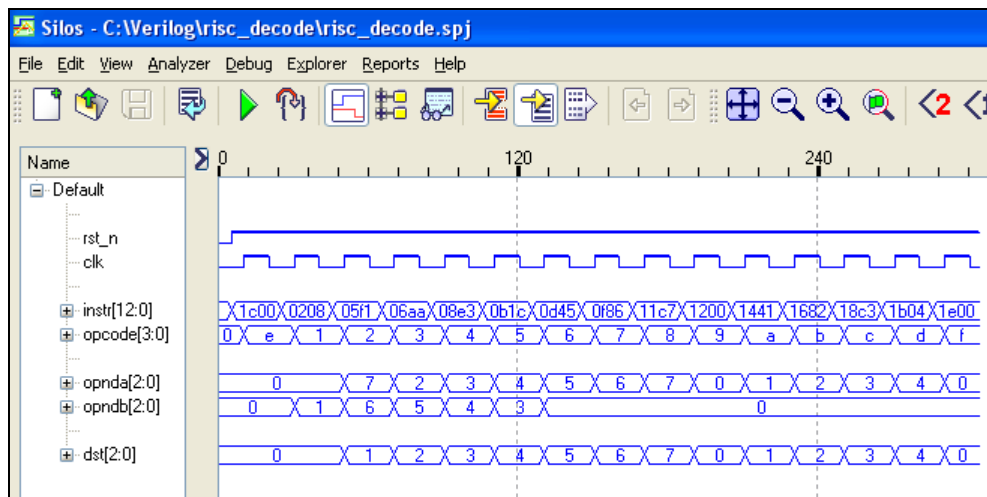 Silos - C:\Verilog\risc_decode\risc_decode.spj
File Edit View Analyzer Debug Explorer Reports Help
2
Name 0 120 240
Default
rst_n
clk
instr[12:0] 1c00 0208 05f1 06aa 08e3 0b1c 0d45 0f86 11c7 1200 1441 1682 18c3 1b04 1e00
opcode[3:0] 0 e 1 2 3 4 5 6 7 8 9 a b c d f
opnda[2:0] 0 7 2 3 4 5 6 7 0 1 2 3 4 0
opndb[2:0] 0 1 6 5 4 3 0
dst[2:0] 0 1 2 3 4 5 6 7 0 1 2 3 4 0